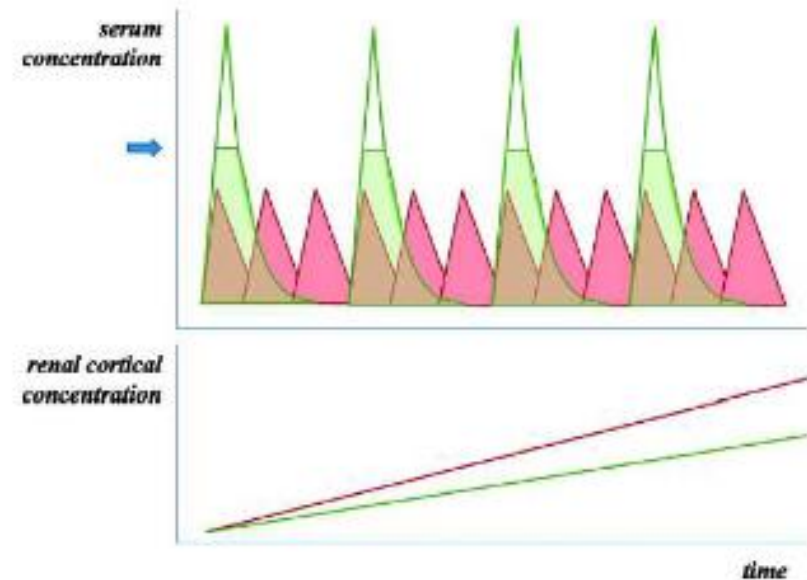 serum
concentration
renal cortical
concentration
time